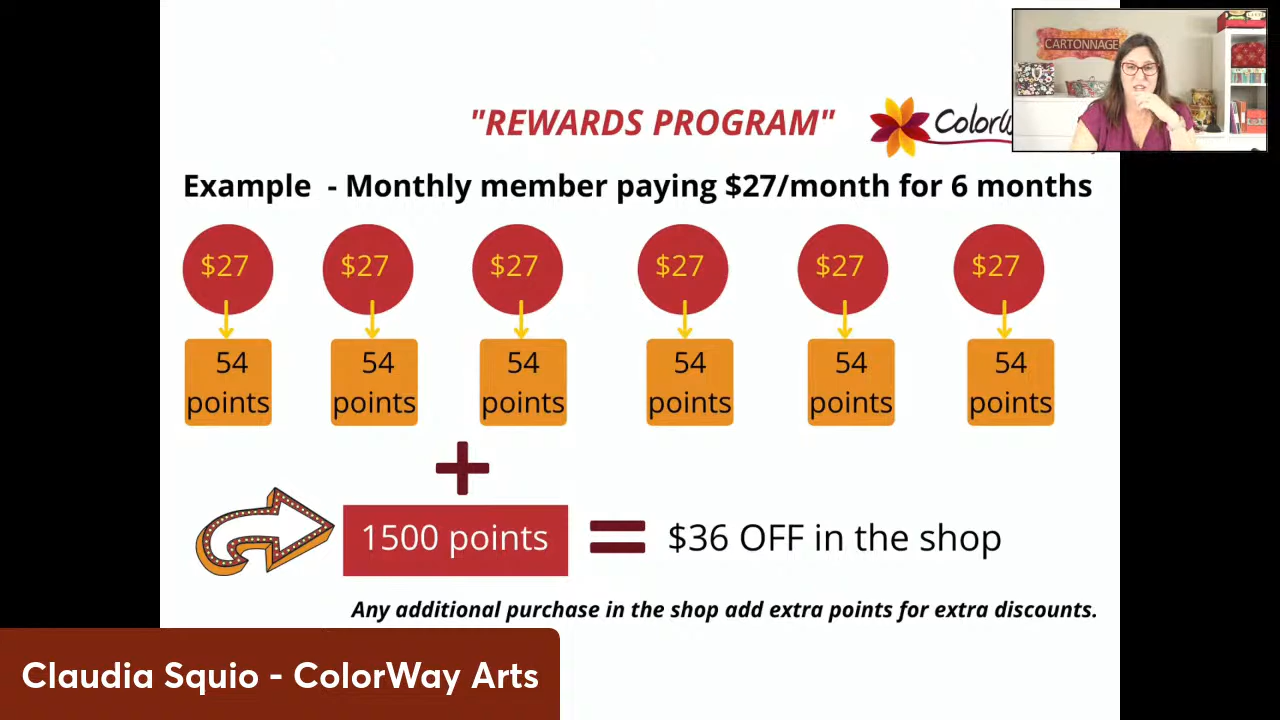 CARTONNAGE
"REWARDS PROGRAM"
Example - Monthly member paying $27/month for 6 months
$27 $27 $27 $27 $27 $27
54 54 54 54 54 54
points points points points points points
+
1500 points = $36 OFF in the shop
Any additional purchase in the shop add extra points for extra discounts.
Claudia Squio - ColorWay Arts